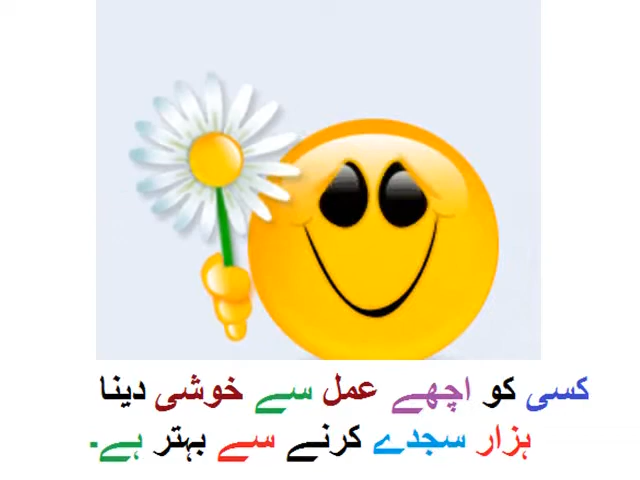 کسی کو اچھے عمل سے خوشی دینا
ہزار سجدے کرنے سے بہتر ہے۔